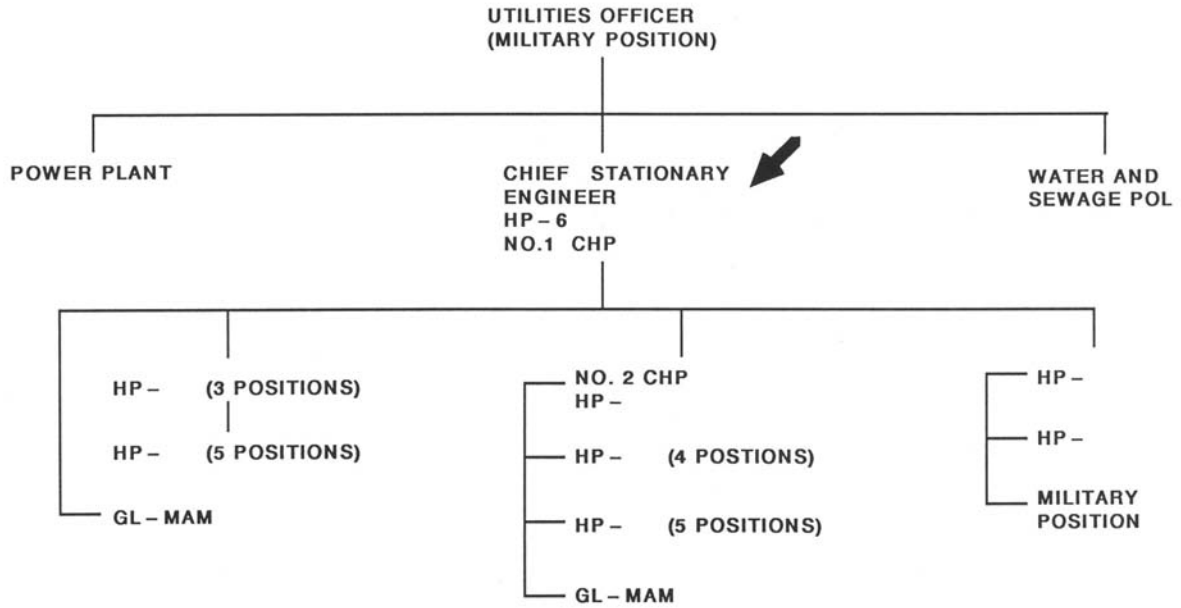 UTILITIES OFFICER
(MILITARY POSITION)
POWER PLANT
CHIEF STATIONARY
ENGINEER
HP – 6
NO.1 CHP
WATER AND
SEWAGE POL
HP – (3 POSITIONS)
HP – (5 POSITIONS)
GL – MAM
NO. 2 CHP
HP –
HP – (4 POSTIONS)
HP – (5 POSITIONS)
GL – MAM
HP –
HP –
MILITARY
POSITION